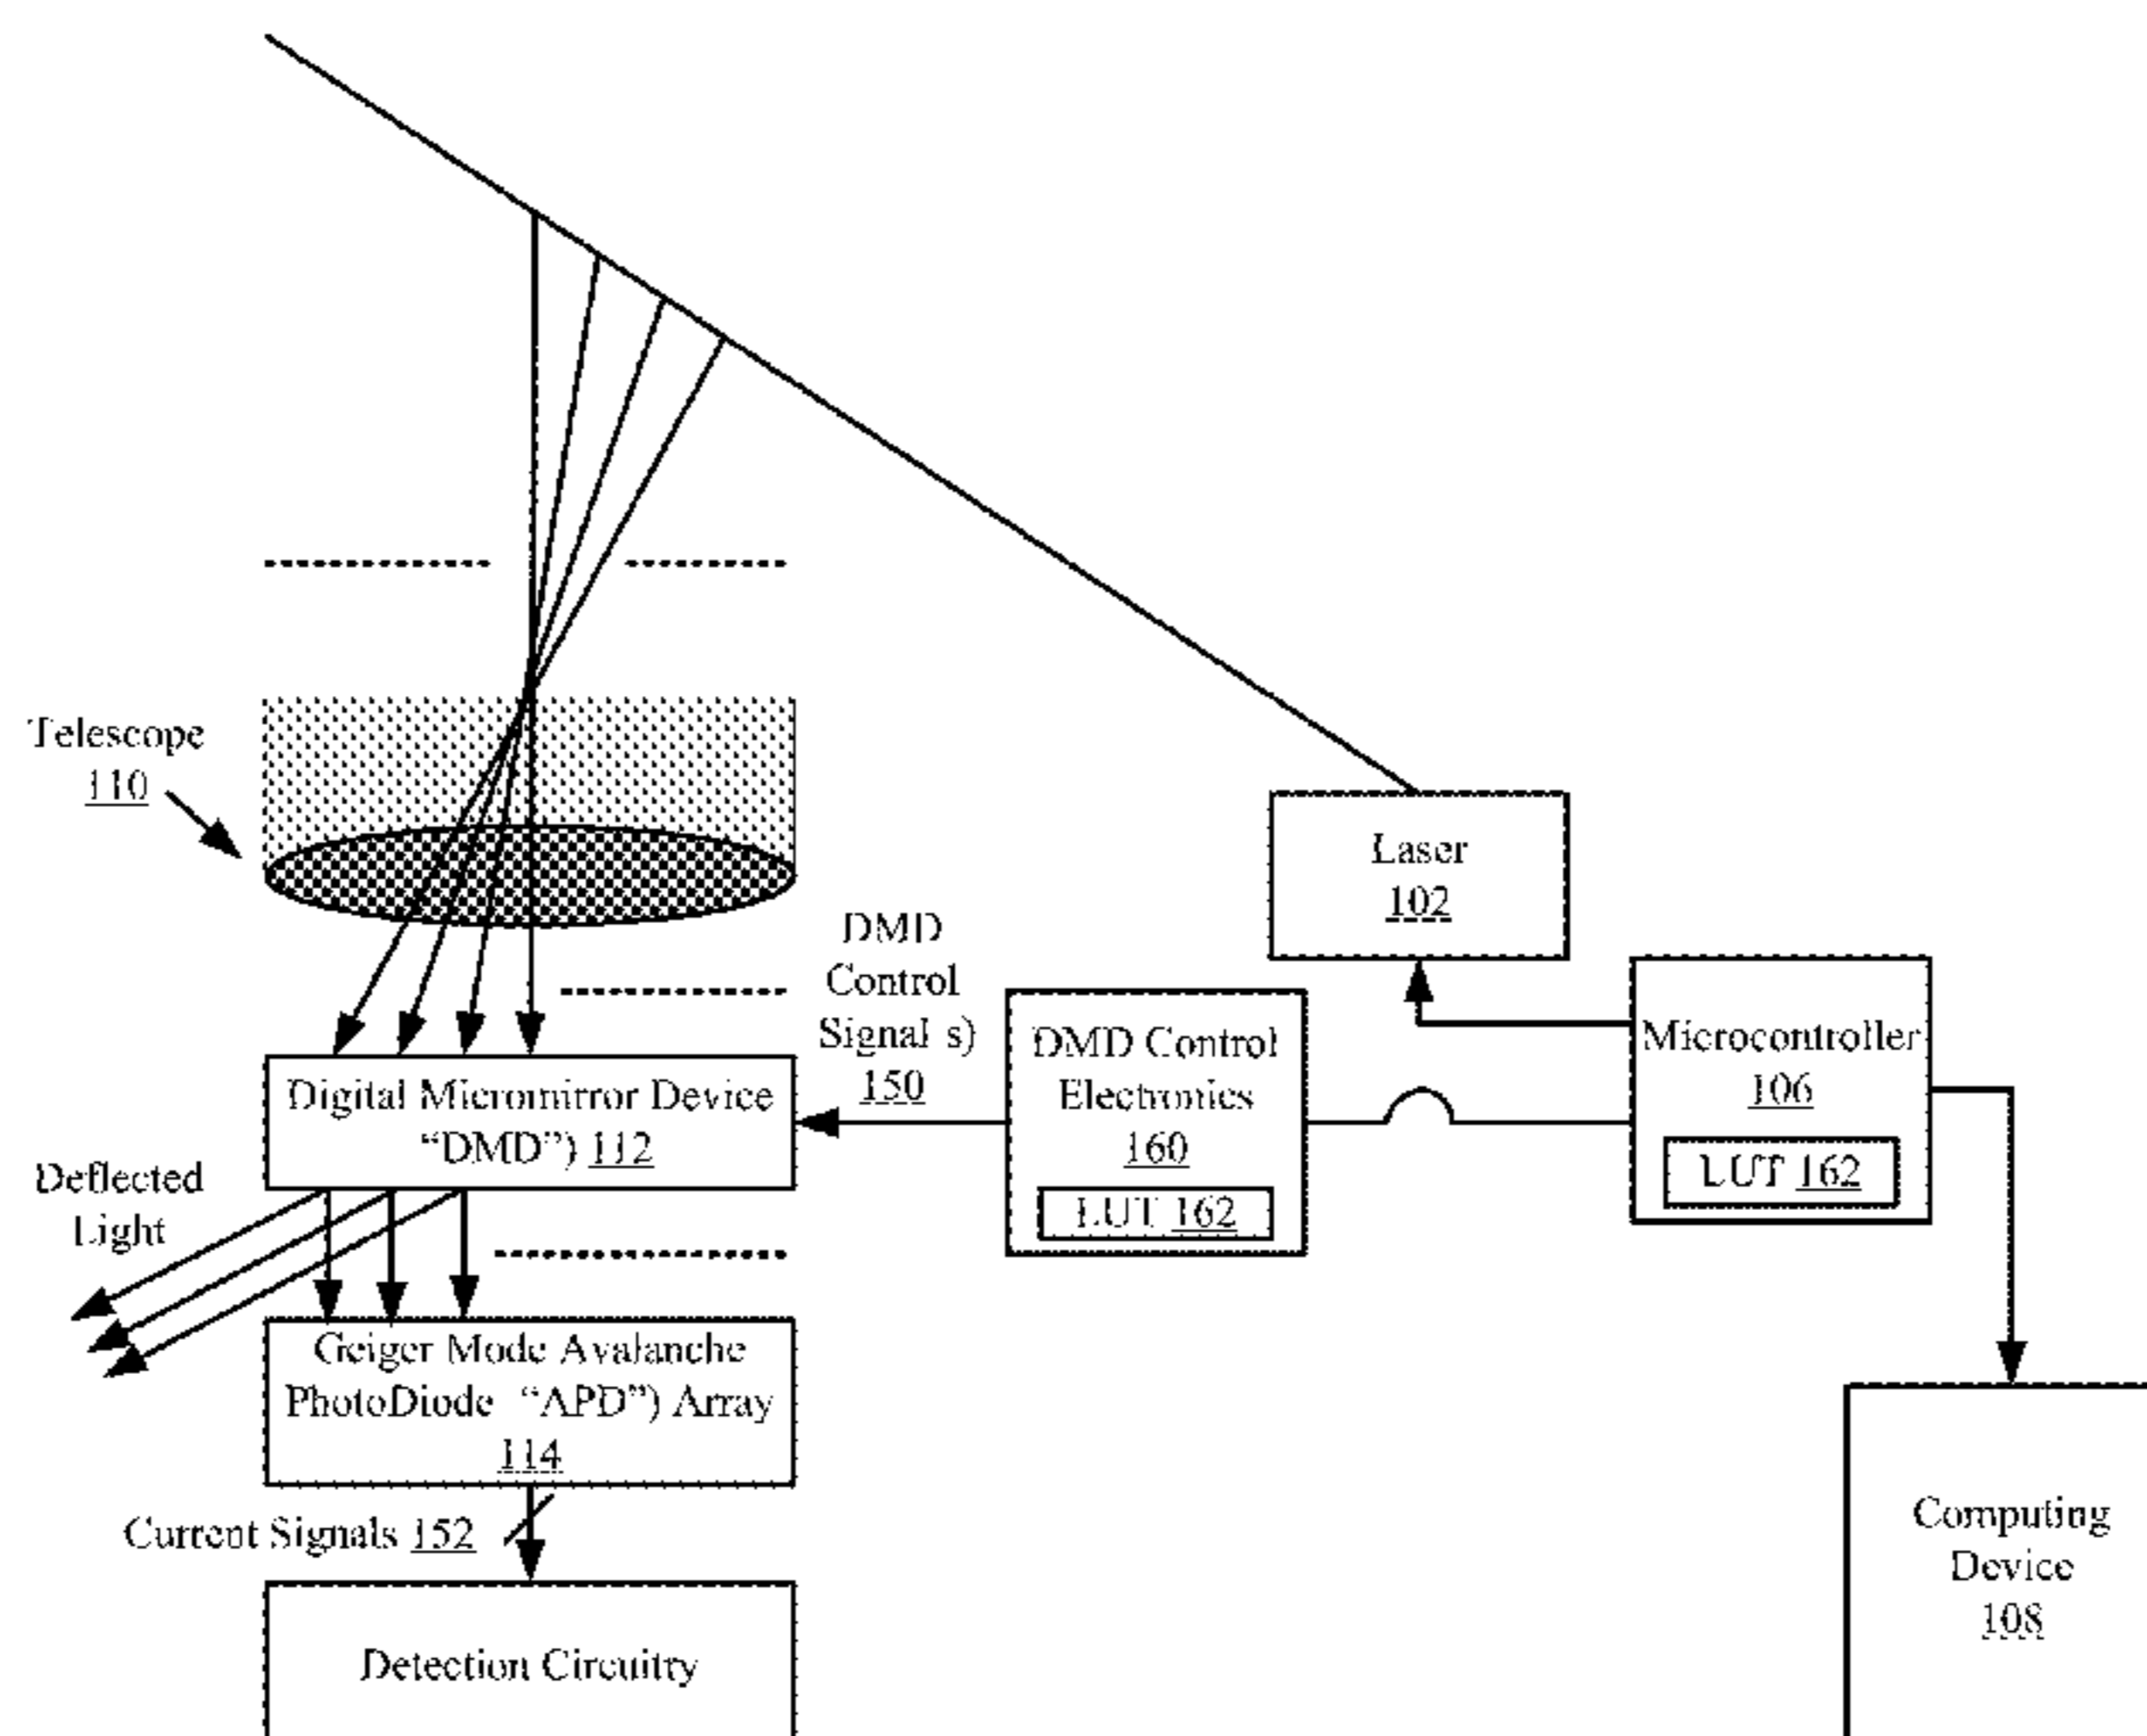 Telescope
110
Laser
102
DMD
Control
Signal s)
150
DMD Control
Electronics
160
LUT 162
Microcontroller
106
LUT 162
Digital Micromirror Device
“DMD”) 112
Deflected
Light
Geiger Mode Avalanche
PhotoDiode “APD”) Array
114
Current Signals 152
Detection Circuitry
Computing
Device
108